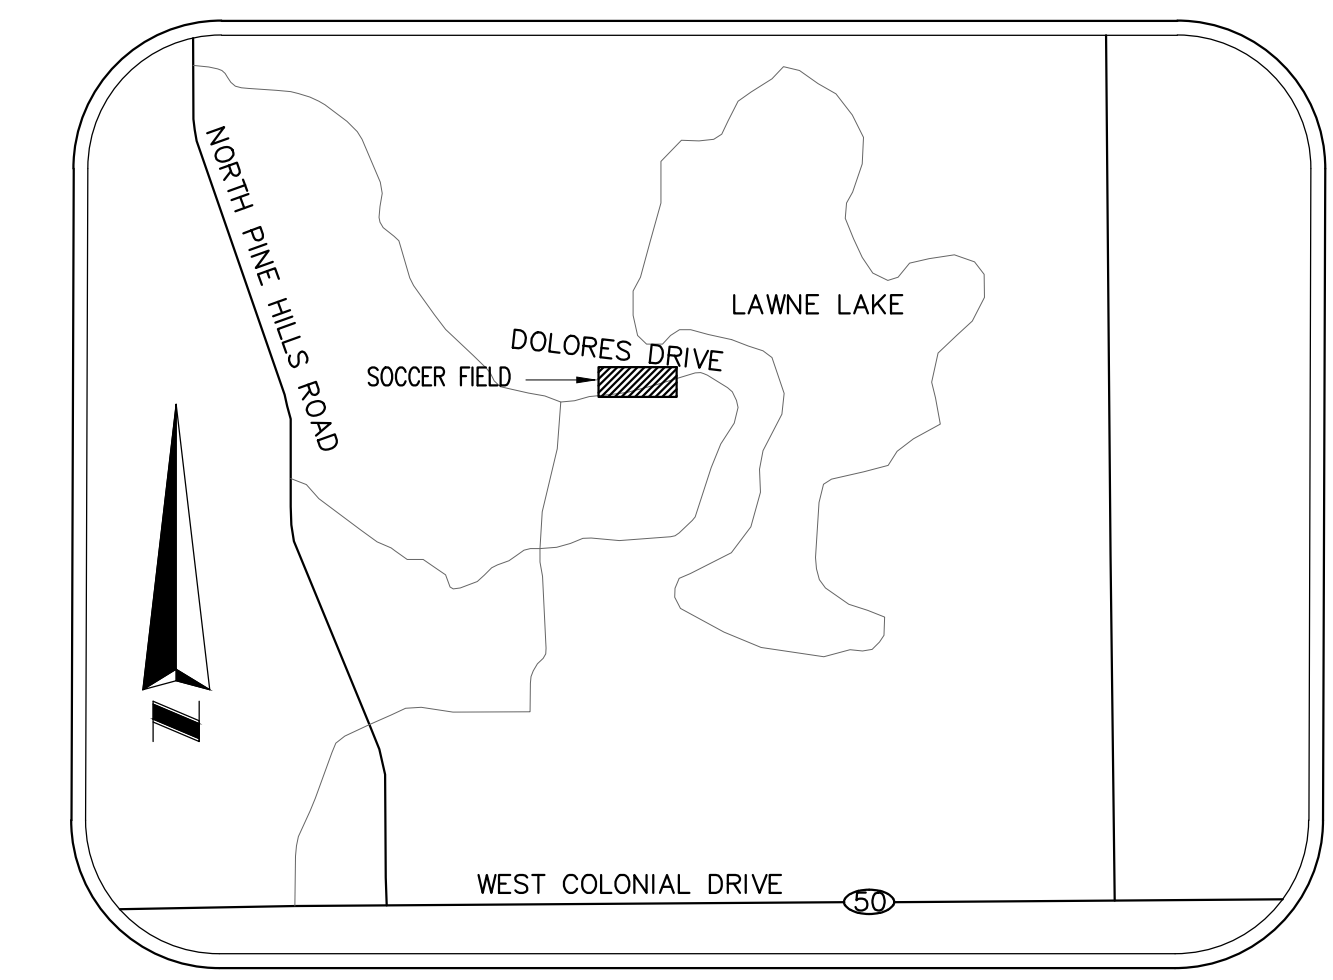 NORTH PINE HILLS ROAD
LAWNE LAKE
DOLORES DRIVE
SOCCER FIELD
N
WEST COLONIAL DRIVE
50